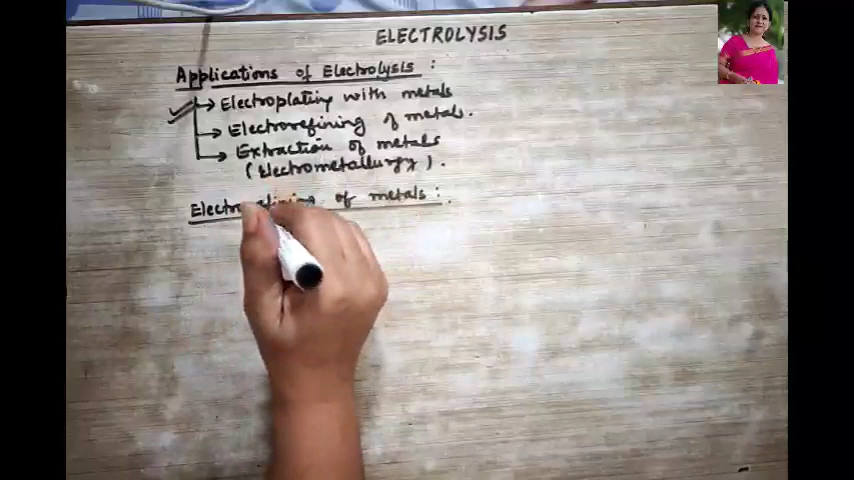 ELECTROLYSIS
Applications of Electrolysis :
→ Electroplating with metals
→ Electrorefining of metals.
→ Extraction of metals
(Electrometallurgy).
of metals :